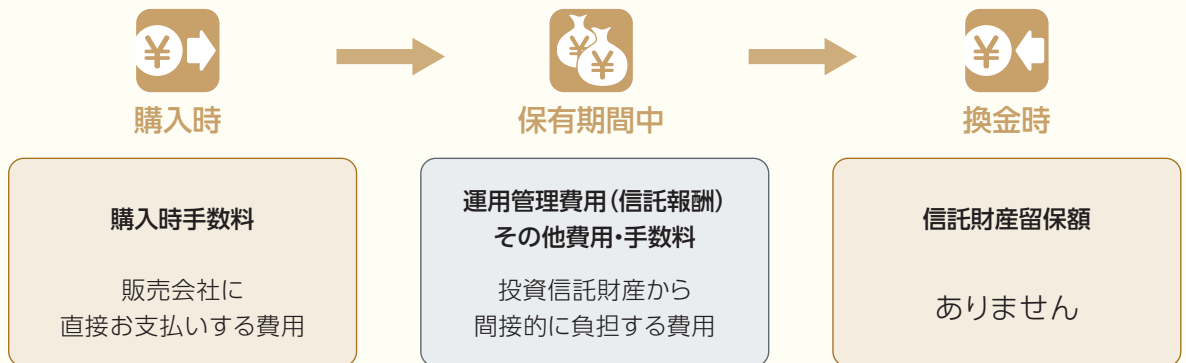 ¥
¥
¥
¥
購入時
保有期間中
換金時
購入時手数料
販売会社に
直接お支払いする費用
運用管理費用(信託報酬)
その他費用・手数料
投資信託財産から
間接的に負担する費用
信託財産留保額
ありません